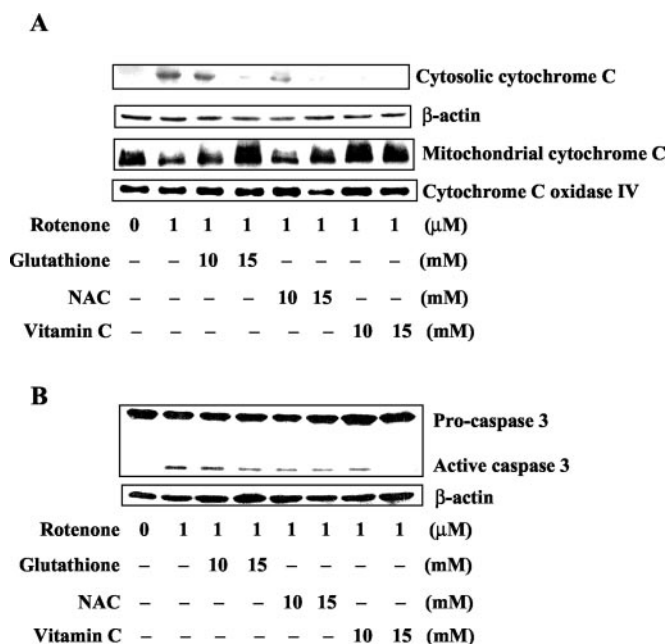 A
Cytosolic cytochrome C
β-actin
Mitochondrial cytochrome C
Cytochrome C oxidase IV
Rotenone 0 1 1 1 1 1 1 1 (μM)
Glutathione – – 10 15 – – – – (mM)
NAC – – – – 10 15 – – (mM)
Vitamin C – – – – – – 10 15 (mM)
B
Pro-caspase 3
Active caspase 3
β-actin
Rotenone 0 1 1 1 1 1 1 1 (μM)
Glutathione – – 10 15 – – – – (mM)
NAC – – – – 10 15 – – (mM)
Vitamin C – – – – – – 10 15 (mM)